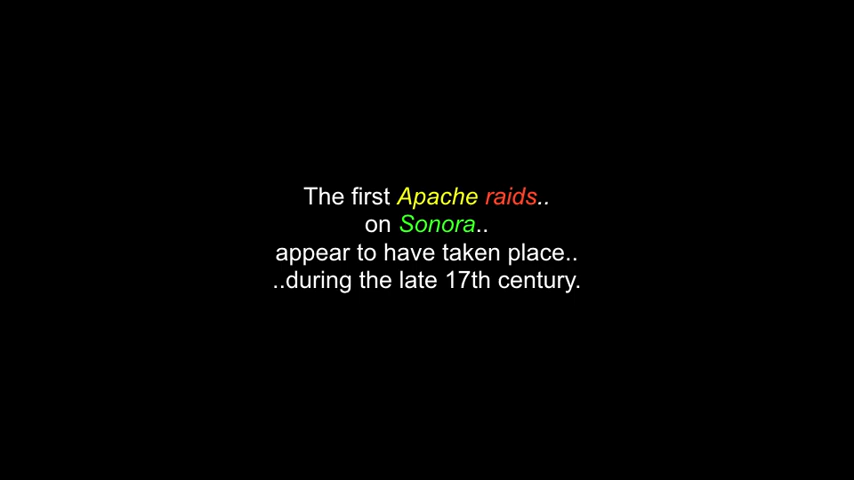 The first Apache raids..
on Sonora..
appear to have taken place..
..during the late 17th century.